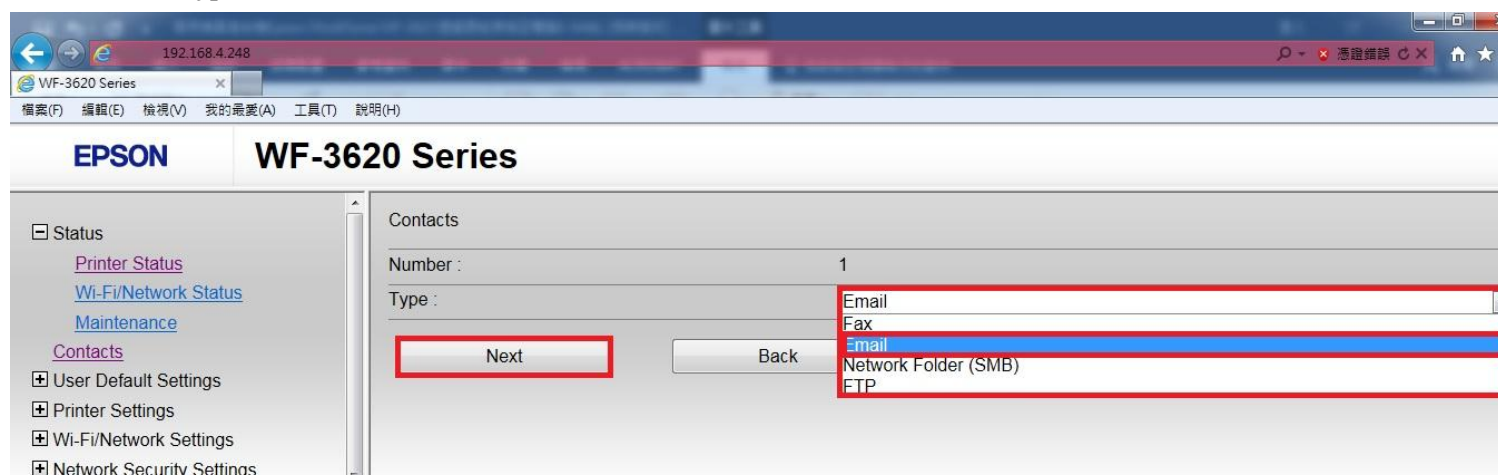 192.168.4.248
憑證錯誤
WF-3620 Series
檔案(F) 編輯(E) 檢視(V) 我的最愛(A) 工具(T) 說明(H)
EPSON WF-3620 Series
Status
Printer Status
Wi-Fi/Network Status
Maintenance
Contacts
User Default Settings
Printer Settings
Wi-Fi/Network Settings
Network Security Settings
Contacts
Number : 1
Type : Email
Fax
Email
Network Folder (SMB)
FTP
Next Back